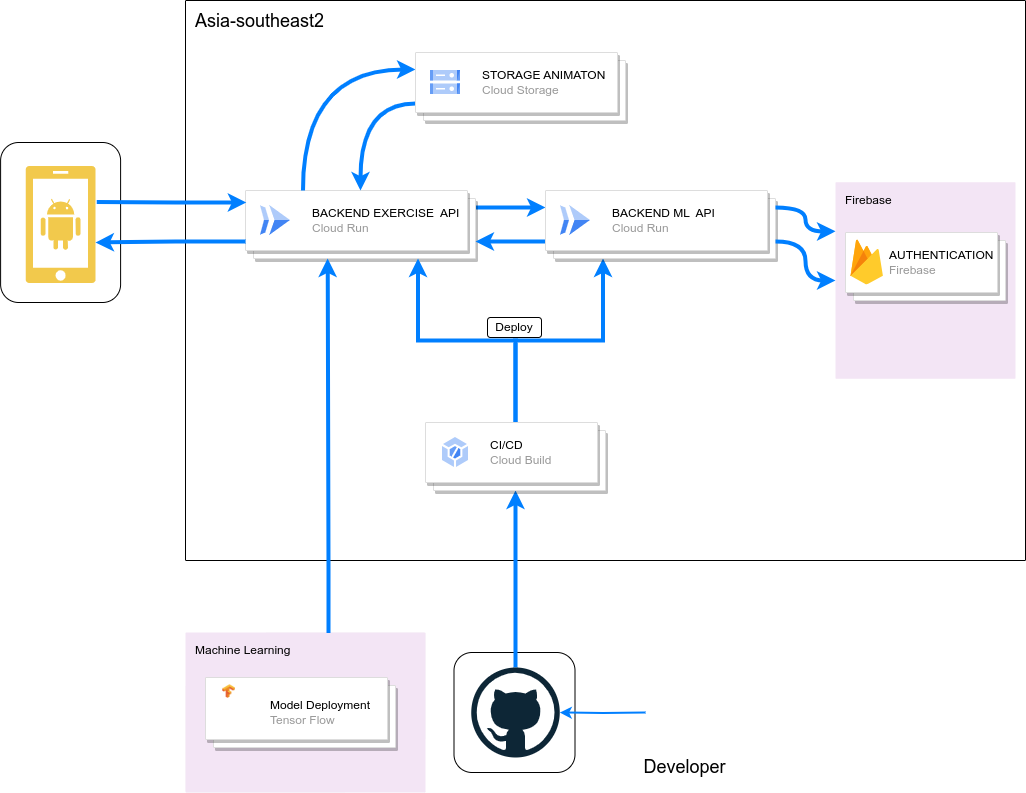 Asia-southeast2
STORAGE ANIMATON
Cloud Storage
BACKEND EXERCISE API
Cloud Run
BACKEND ML API
Cloud Run
Firebase
AUTHENTICATION
Firebase
Deploy
CI/CD
Cloud Build
Machine Learning
Model Deployment
Tensor Flow
Developer